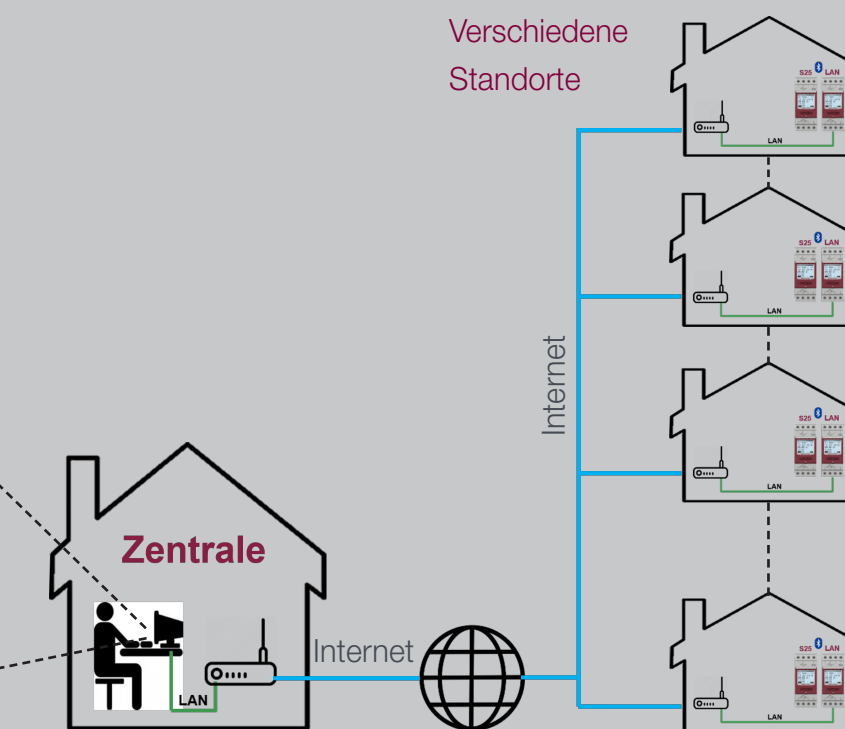 Verschiedene
Standorte
S25 LAN
LAN
S25 LAN
LAN
Internet
S25 LAN
LAN
Zentrale
Internet
LAN
S25 LAN
LAN